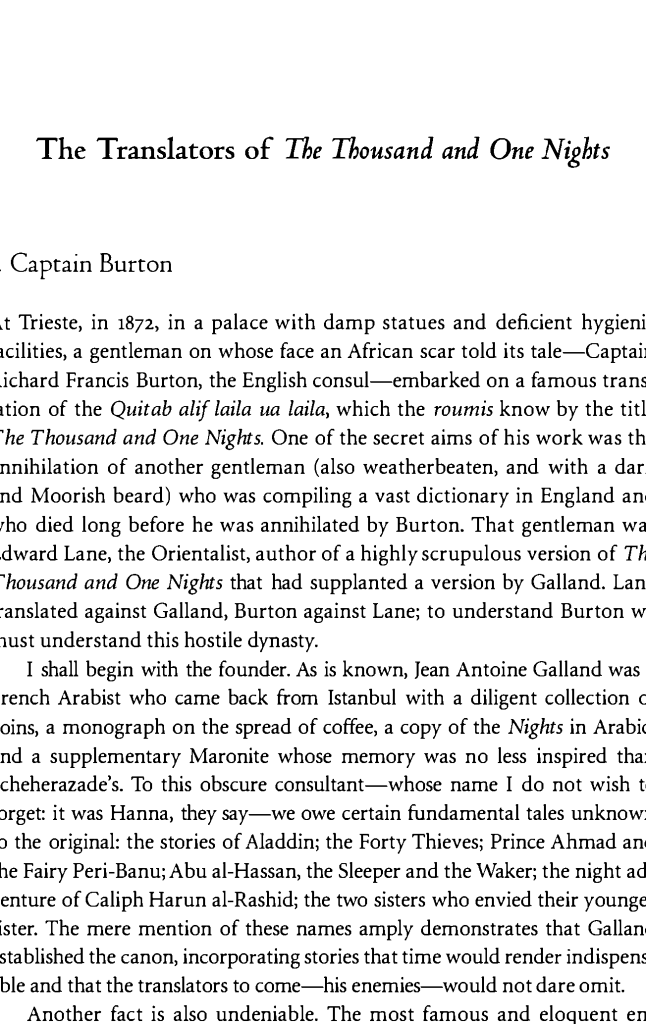 The Translators of The Thousand and One Nights
. Captain Burton
t Trieste, in 1872, in a palace with damp statues and deficient hygieni
acilities, a gentleman on whose face an African scar told its tale—Captai
ichard Francis Burton, the English consul—embarked on a famous trans
ation of the Quitab alif laila ua laila, which the roumis know by the titl
he Thousand and One Nights. One of the secret aims of his work was th
nnihilation of another gentleman (also weatherbeaten, and with a dar
nd Moorish beard) who was compiling a vast dictionary in England an
ho died long before he was annihilated by Burton. That gentleman wa
dward Lane, the Orientalist, author of a highly scrupulous version of Th
Thousand and One Nights that had supplanted a version by Galland. Lan
ranslated against Galland, Burton against Lane; to understand Burton w
ust understand this hostile dynasty.
I shall begin with the founder. As is known, Jean Antoine Galland was
rench Arabist who came back from Istanbul with a diligent collection o
oins, a monograph on the spread of coffee, a copy of the Nights in Arabi
nd a supplementary Maronite whose memory was no less inspired tha
cheherazade's. To this obscure consultant—whose name I do not wish t
orget: it was Hanna, they say—we owe certain fundamental tales unknow
o the original: the stories of Aladdin; the Forty Thieves; Prince Ahmad an
he Fairy Peri-Banu; Abu al-Hassan, the Sleeper and the Waker; the night ad
enture of Caliph Harun al-Rashid; the two sisters who envied their younge
ister. The mere mention of these names amply demonstrates that Gallan
stablished the canon, incorporating stories that time would render indispens
ble and that the translators to come—his enemies—would not dare omit.
Another fact is also undeniable. The most famous and eloquent en